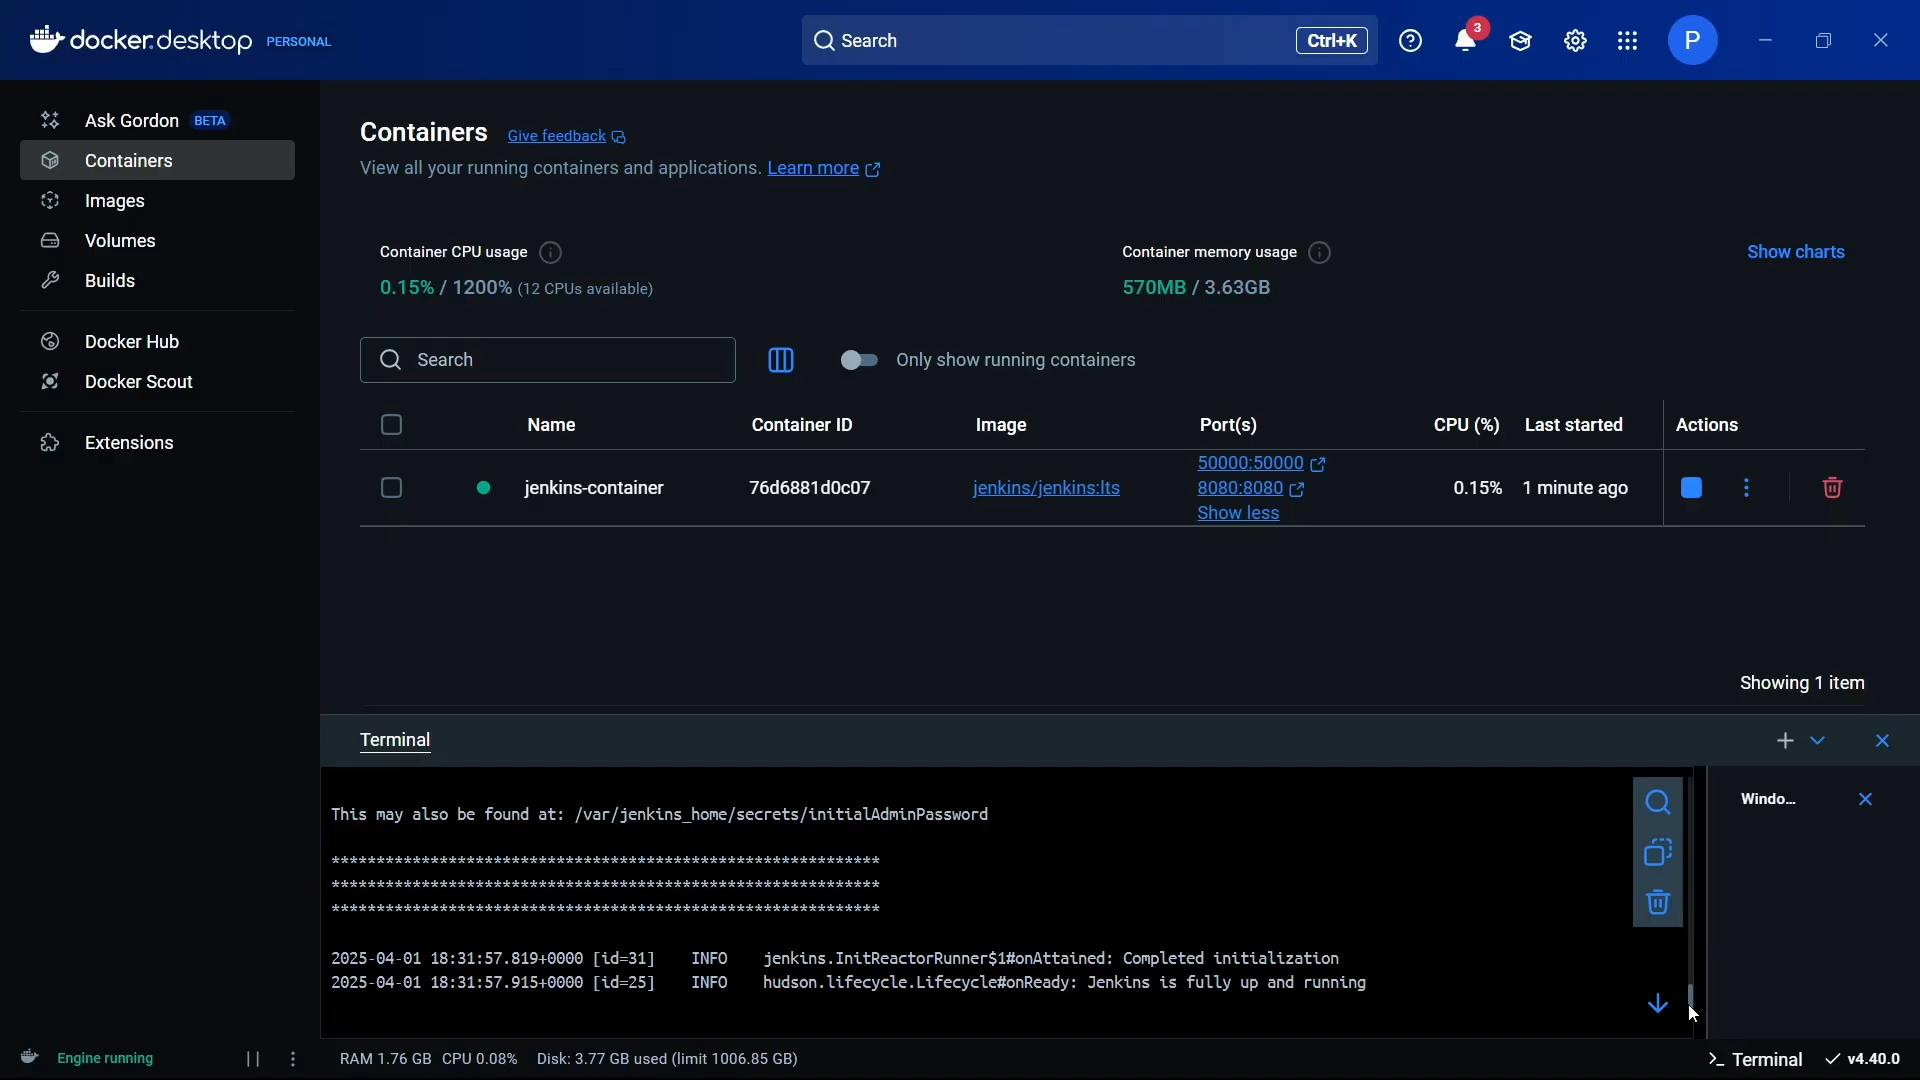 docker.desktop PERSONAL
Search Ctrl+K
3
P
Ask Gordon BETA
Containers
Images
Volumes
Builds
Docker Hub
Docker Scout
Extensions
Containers Give feedback
View all your running containers and applications. Learn more
Container CPU usage
0.15% / 1200% (12 CPUs available)
Container memory usage
570MB / 3.63GB
Show charts
Search
Only show running containers
Name Container ID Image Port(s) CPU (%) Last started Actions
50000:50000
jenkins-container 76d6881d0c07 jenkins/jenkins:lts 8080:8080 0.15% 1 minute ago
Show less
Showing 1 item
Terminal
This may also be found at: /var/jenkins_home/secrets/initialAdminPassword
*************************************************************
*************************************************************
*************************************************************
2025-04-01 18:31:57.819+0000 [id=31] INFO jenkins.InitReactorRunner$1#onAttained: Completed initialization
2025-04-01 18:31:57.915+0000 [id=25] INFO hudson.lifecycle.Lifecycle#onReady: Jenkins is fully up and running
Windo...
Engine running
RAM 1.76 GB CPU 0.08% Disk: 3.77 GB used (limit 1006.85 GB)
>_ Terminal
v4.40.0